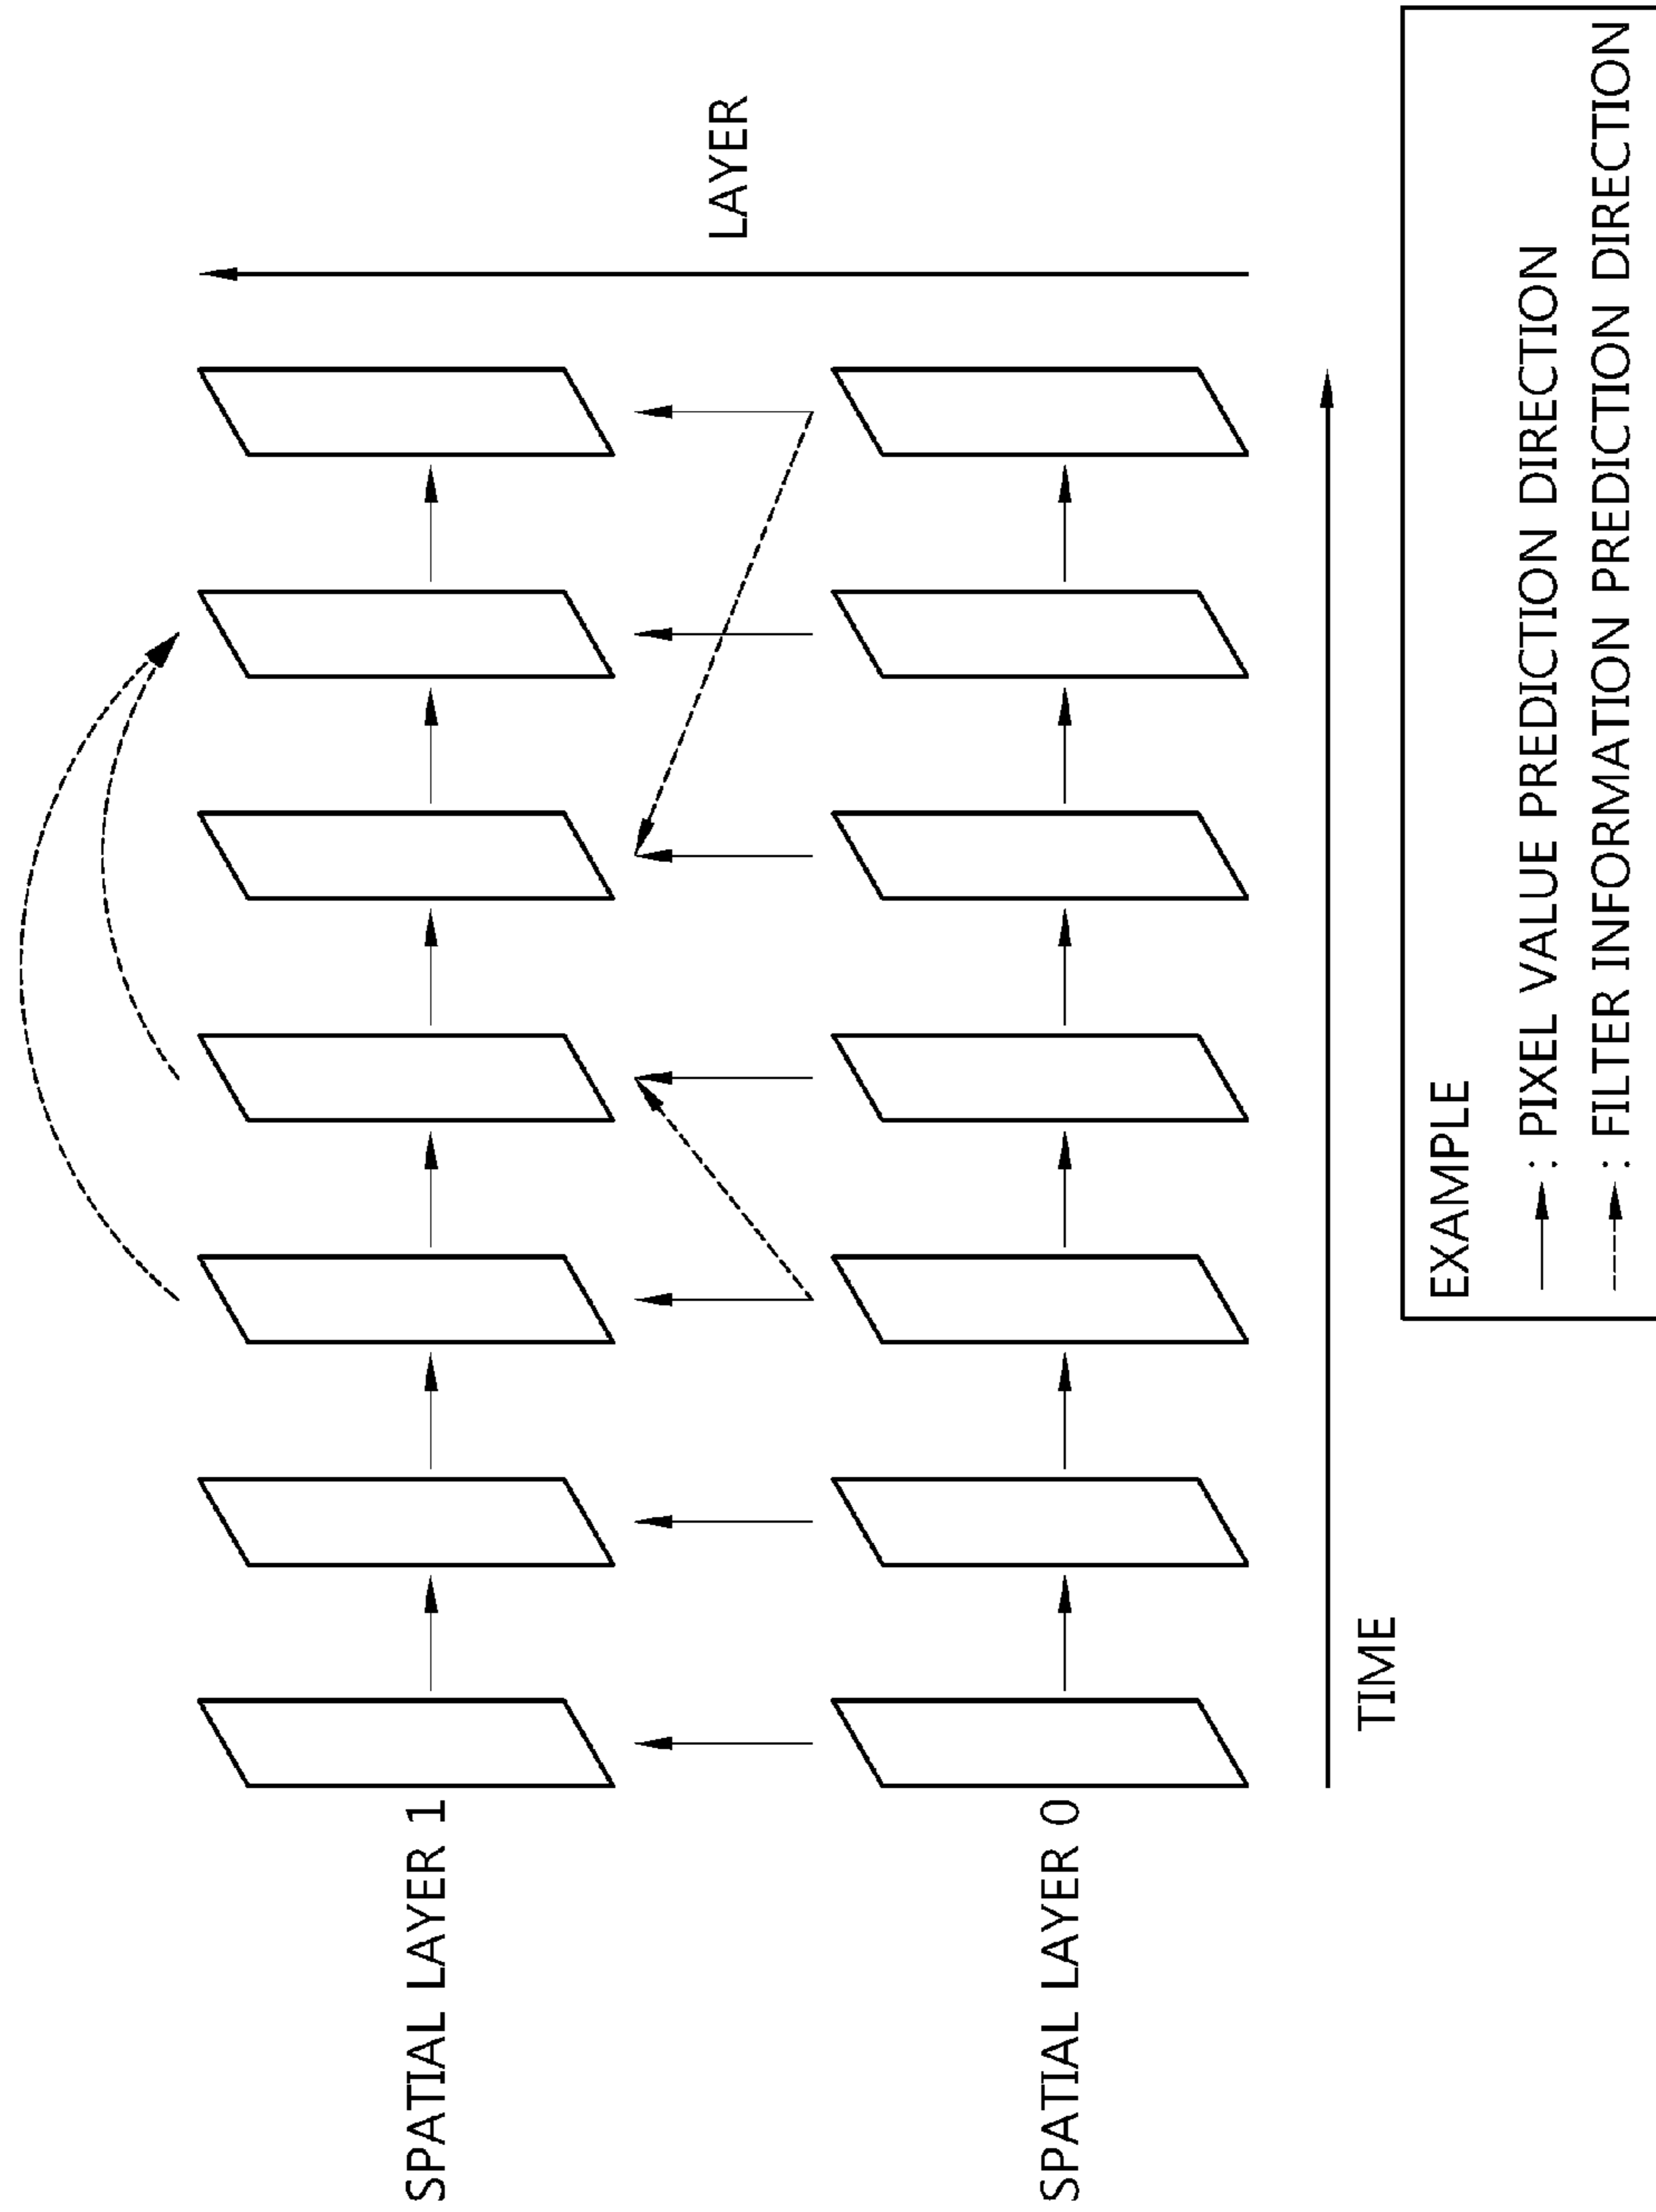 LAYER
SPATIAL LAYER 1
SPATIAL LAYER 0
TIME
EXAMPLE
: PIXEL VALUE PREDICTION DIRECTION
: FILTER INFORMATION PREDICTION DIRECTION